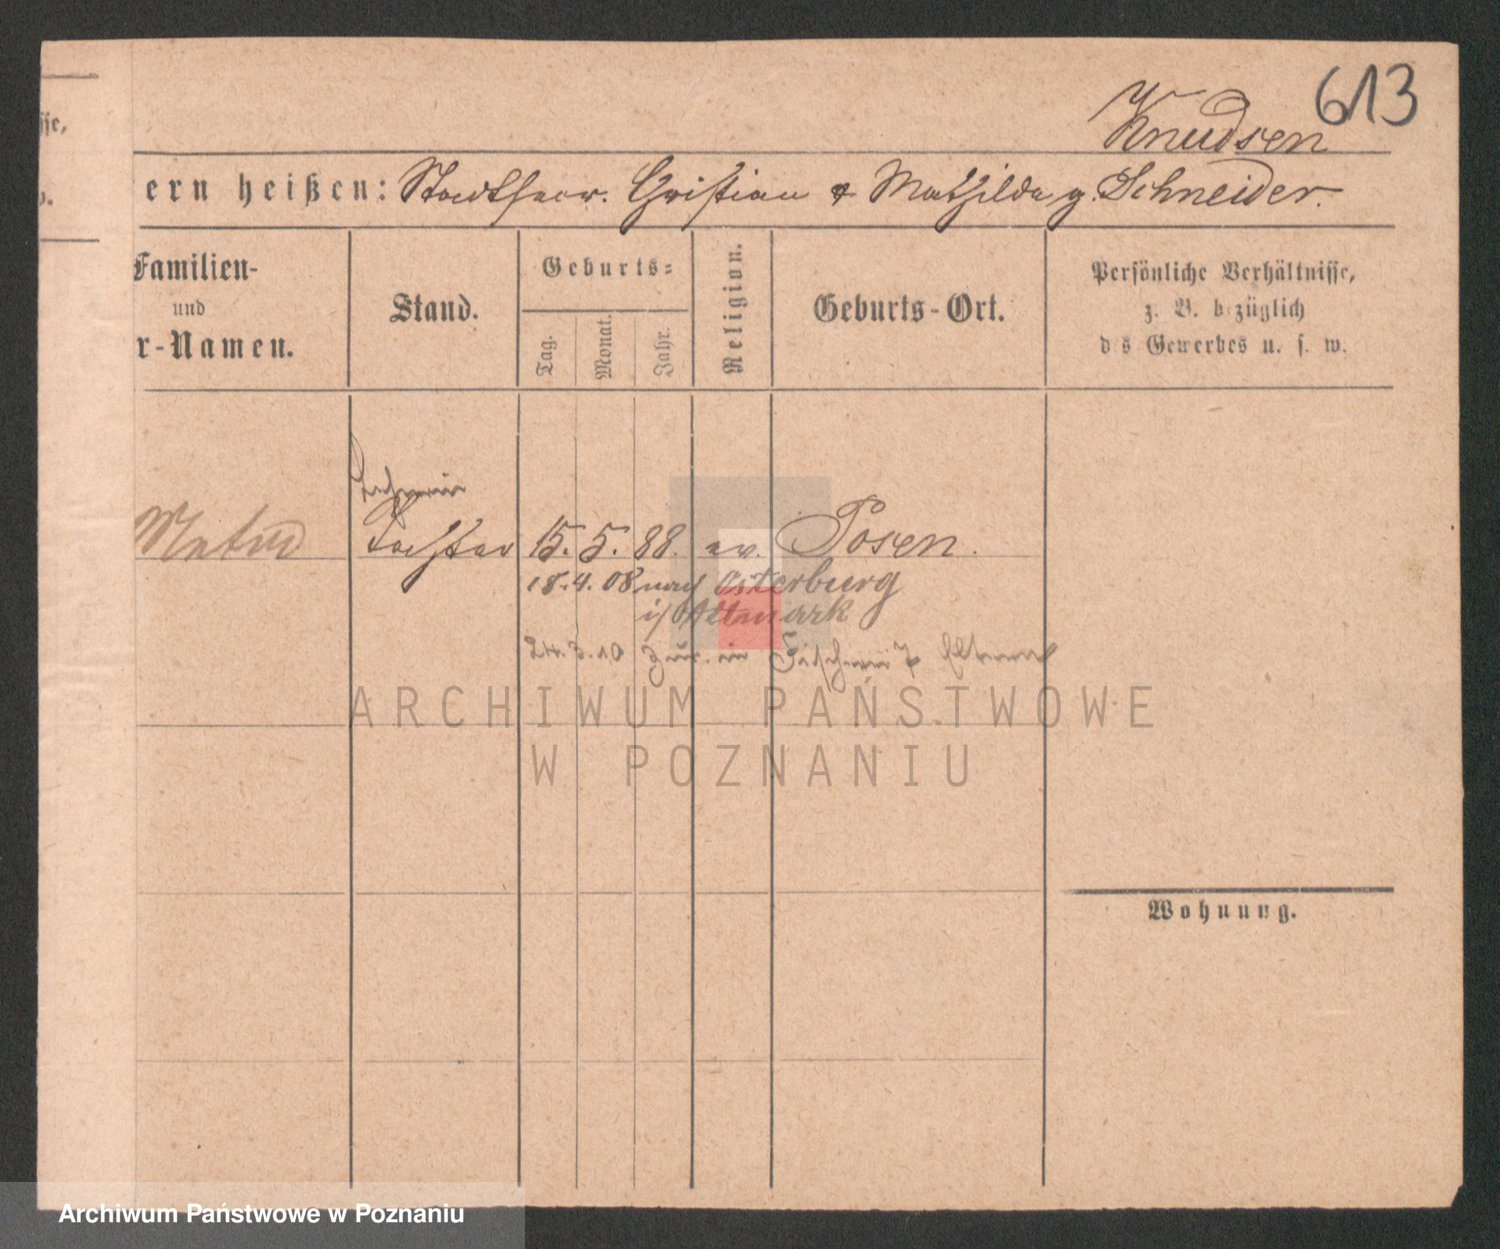 613
Knudsen
ern heißen: Christian & Mathilde g. Schneider.
Familien-
und
r-Namen.
Stand.
Geburts-
Tag.
Monat.
Jahr.
Religion.
Geburts-Ort.
Persönliche Verhältnisse,
z. B. bezüglich
des Gewerbes u. s. w.
Tochter 15. 5. 88. ev. Posen.
18. 4. 08 nach Osterburg
i/ Altmark
ARCHIWUM PAŃSTWOWE
W POZNANIU
Wohnung.
Archiwum Państwowe w Poznaniu